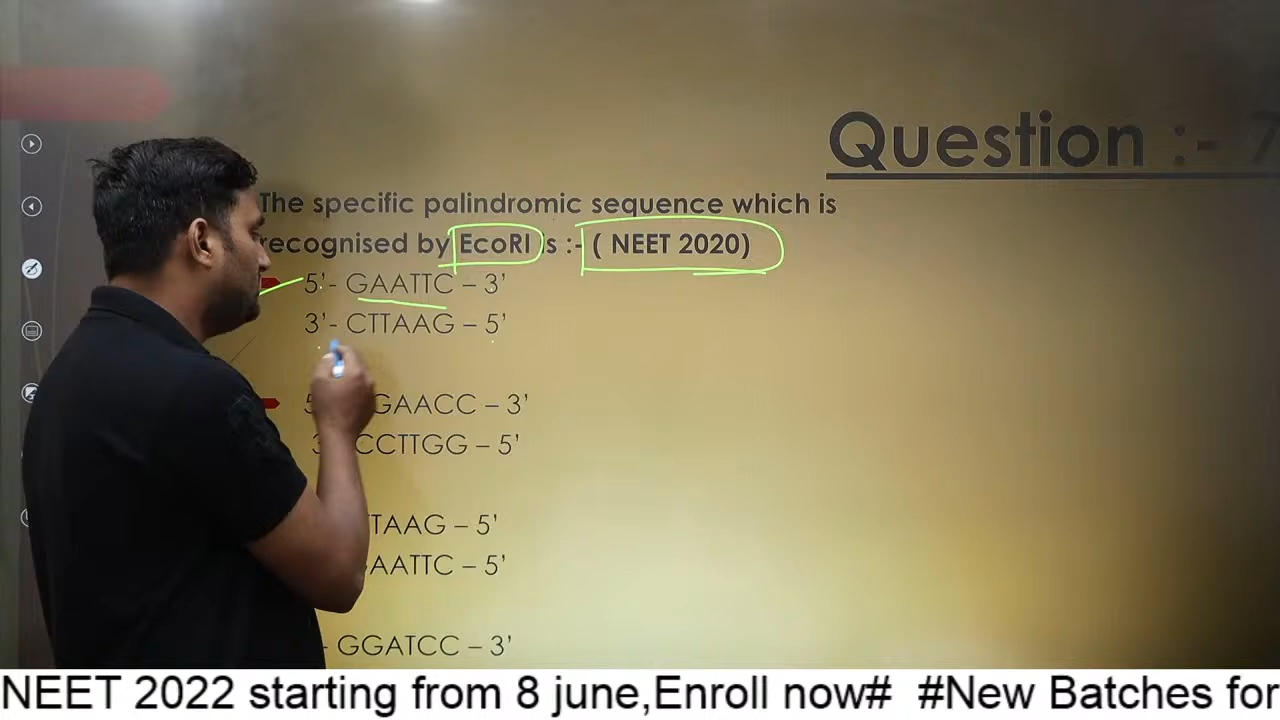 Question :- 7
The specific palindromic sequence which is
recognised by EcoRI is :- ( NEET 2020)
5'- GAATTC – 3'
3'- CTTAAG – 5'
GAACC – 3'
CCTTGG – 5'
TTAAG – 5'
AATTC – 5'
- GGATCC – 3'
NEET 2022 starting from 8 june,Enroll now# #New Batches for